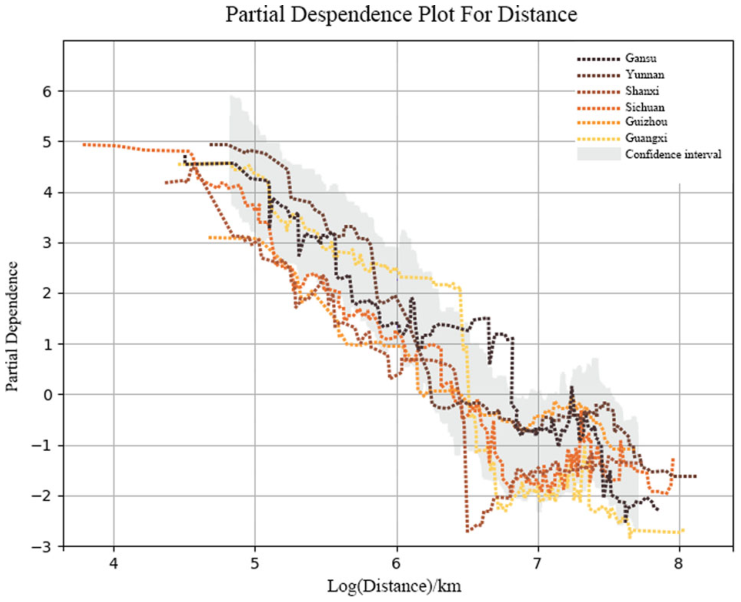 Partial Despendence Plot For Distance
Gansu
Yunnan
Shanxi
Sichuan
Guizhou
Guangxi
Confidence interval
6
5
4
3
2
1
0
−1
−2
−3
Partial Dependence
4 5 6 7 8
Log(Distance)/km